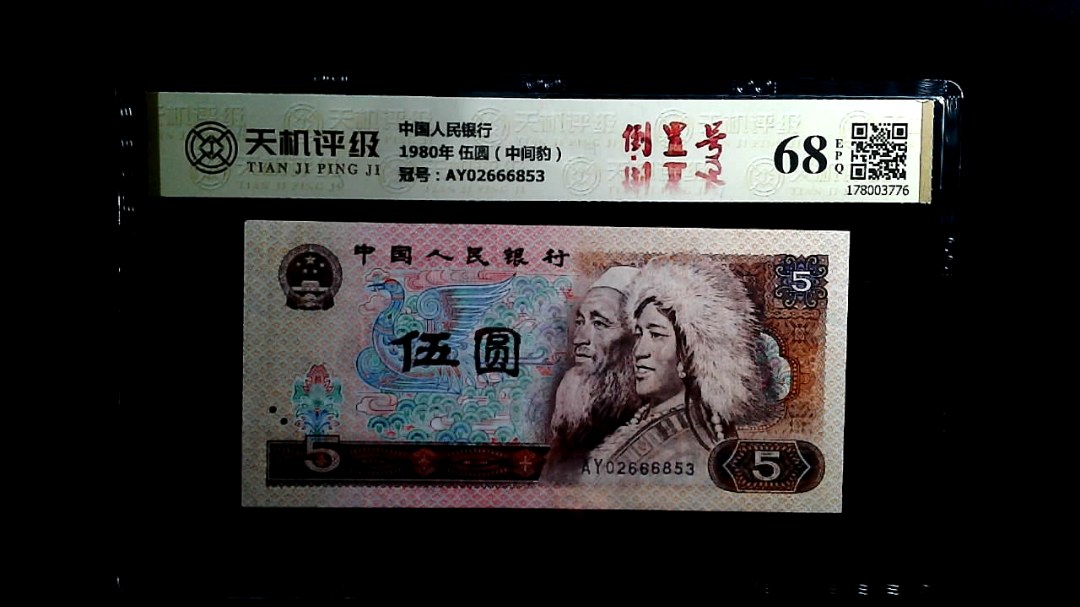 天机评级
TIAN JI PING JI
中国人民银行
1980年 伍圆（中间豹）
冠号：AY02666853
倒置号
68
EPQ
178003776
中国人民银行
5
伍圆
5
AY02666853
5